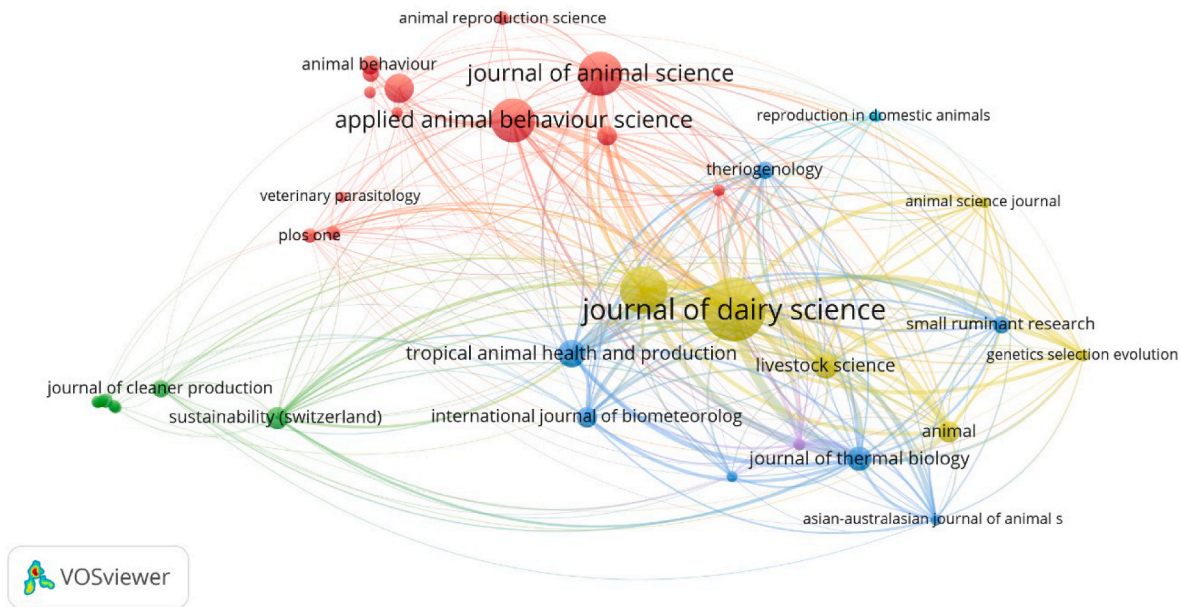 animal reproduction science
animal behaviour
journal of animal science
applied animal behaviour science
reproduction in domestic animals
theriogenology
veterinary parasitology
animal science journal
plos one
journal of dairy science
small ruminant research
tropical animal health and production
genetics selection evolution
livestock science
journal of cleaner production
sustainability (switzerland)
international journal of biometeorolog
animal
journal of thermal biology
asian-australasian journal of animal s
VOSviewer